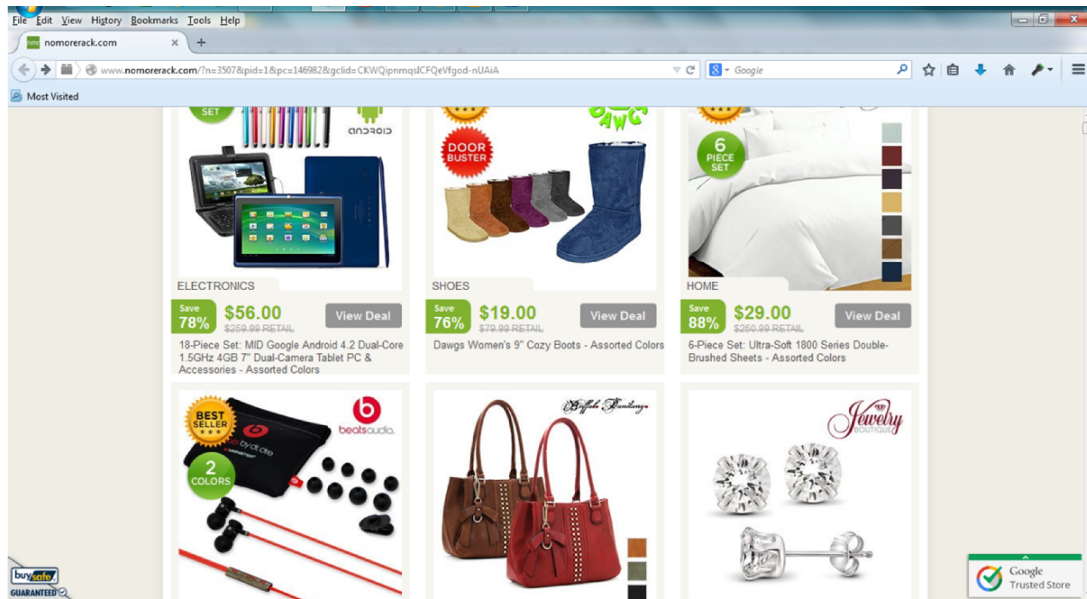 File Edit View History Bookmarks Tools Help
nomorerack.com × +
www.nomorerack.com/?n=3507&pid=1&pc=146982&gclid=CKWQipnmqsICFQeVfgod-nUAiA
Google
Most Visited
SET
ANDROID
DAWGS
DOOR
BUSTER
6
PIECE
SET
ELECTRONICS
SHOES
HOME
Save
78%
$56.00
$259.99 RETAIL
View Deal
18-Piece Set: MID Google Android 4.2 Dual-Core
1.5GHz 4GB 7" Dual-Camera Tablet PC &
Accessories - Assorted Colors
Save
76%
$19.00
$79.99 RETAIL
View Deal
Dawgs Women's 9" Cozy Boots - Assorted Colors
Save
88%
$29.00
$250.99 RETAIL
View Deal
6-Piece Set: Ultra-Soft 1800 Series Double-
Brushed Sheets - Assorted Colors
BEST
SELLER
2
COLORS
beatsaudio.
by dr. dre
Jewelry
BOUTIQUE
buySAFE
GUARANTEED
Google
Trusted Store